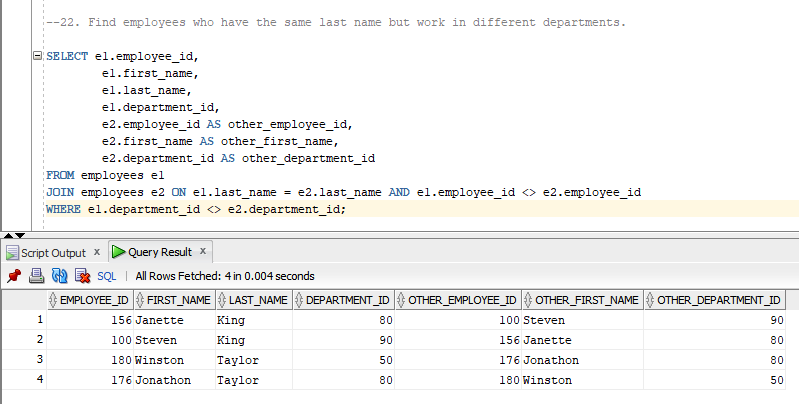 --22. Find employees who have the same last name but work in different departments.
SELECT e1.employee_id,
e1.first_name,
e1.last_name,
e1.department_id,
e2.employee_id AS other_employee_id,
e2.first_name AS other_first_name,
e2.department_id AS other_department_id
FROM employees e1
JOIN employees e2 ON e1.last_name = e2.last_name AND e1.employee_id <> e2.employee_id
WHERE e1.department_id <> e2.department_id;
Script Output x Query Result x
SQL | All Rows Fetched: 4 in 0.004 seconds
EMPLOYEE_ID FIRST_NAME LAST_NAME DEPARTMENT_ID OTHER_EMPLOYEE_ID OTHER_FIRST_NAME OTHER_DEPARTMENT_ID
1 156 Janette King 80 100 Steven 90
2 100 Steven King 90 156 Janette 80
3 180 Winston Taylor 50 176 Jonathon 80
4 176 Jonathon Taylor 80 180 Winston 50